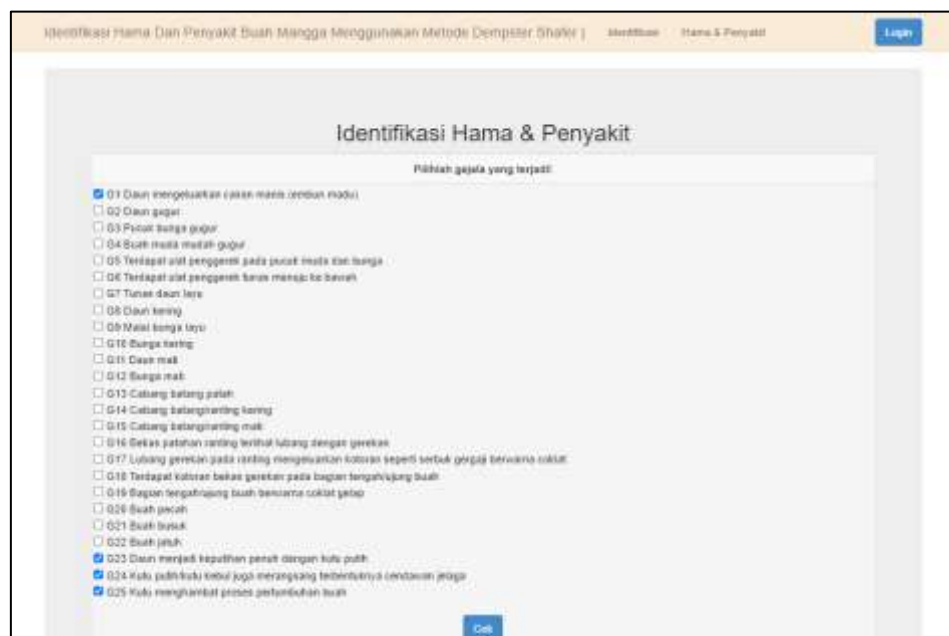 Identifikasi Hama Dan Penyakit Buah Mangga Menggunakan Metode Dempster Shafer | Identifikasi Hama & Penyakit Login
Identifikasi Hama & Penyakit
Pilihlah gejala yang terjadi!
G1 Daun mengeluarkan cairan manis (embun madu)
G2 Daun gugur
G3 Pucuk bunga gugur
G4 Buah muda mudah gugur
G5 Terdapat ulat penggerek pada pucuk muda dan bunga
G6 Terdapat ulat penggerek tunas menuju ke bawah
G7 Tunas daun layu
G8 Daun kering
G9 Malai bunga layu
G10 Bunga kering
G11 Daun mati
G12 Bunga mati
G13 Cabang batang patah
G14 Cabang batang/ranting kering
G15 Cabang batang/ranting mati
G16 Bekas patahan ranting terlihat lubang dengan gerekan
G17 Lubang gerekan pada ranting mengeluarkan kotoran seperti serbuk gergaji berwarna coklat
G18 Terdapat kotoran bekas gerekan pada bagian tengah/ujung buah
G19 Bagian tengah/ujung buah berwarna coklat gelap
G20 Buah pecah
G21 Buah busuk
G22 Buah jatuh
G23 Daun menjadi keputihan penuh dengan kutu putih
G24 Kutu putih/kutu kebul juga merangsang terbentuknya cendawan jelaga
G25 Kutu menghambat proses pertumbuhan buah
Cek